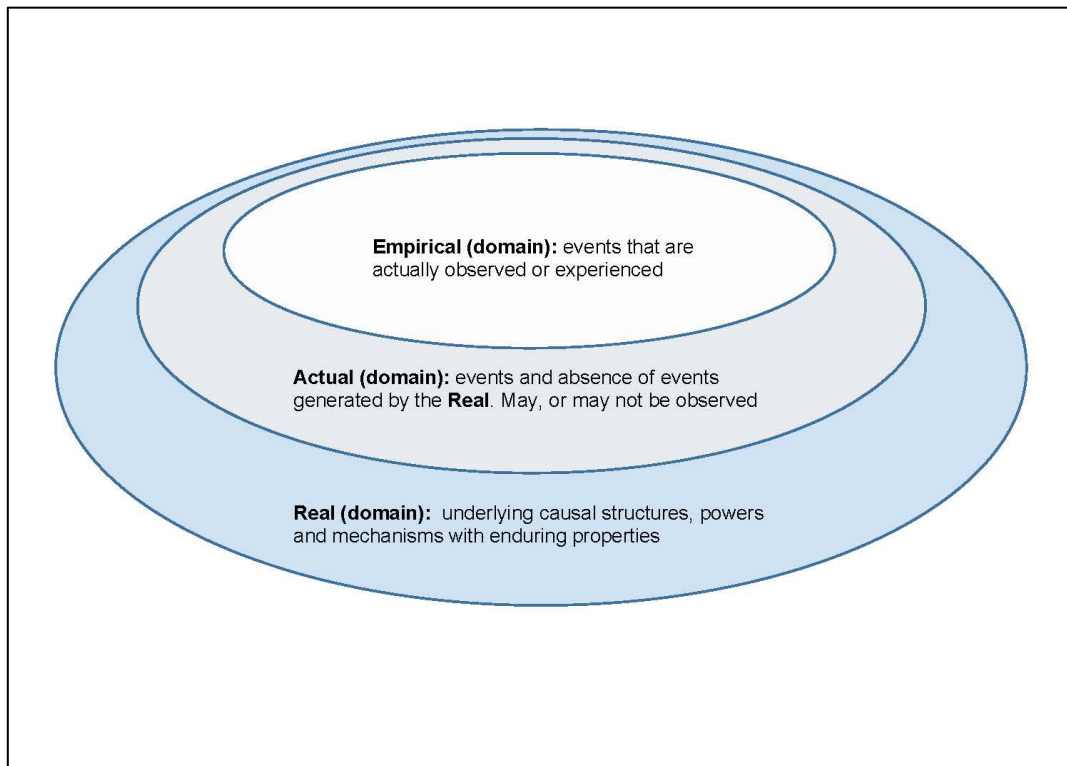 Empirical (domain): events that are
actually observed or experienced
Actual (domain): events and absence of events
generated by the Real. May, or may not be observed
Real (domain):  underlying causal structures, powers
and mechanisms with enduring properties